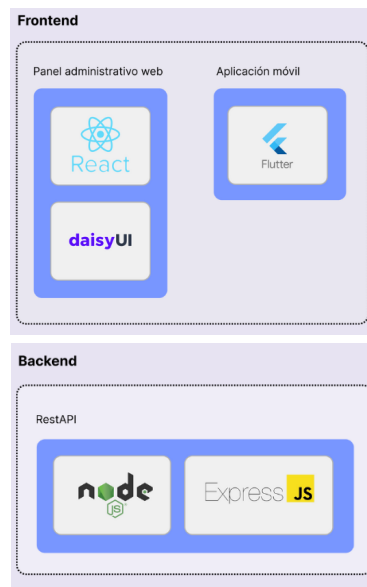 Frontend
Panel administrativo web
Aplicación móvil
React
Flutter
daisyUI
Backend
RestAPI
node
JS
Express JS